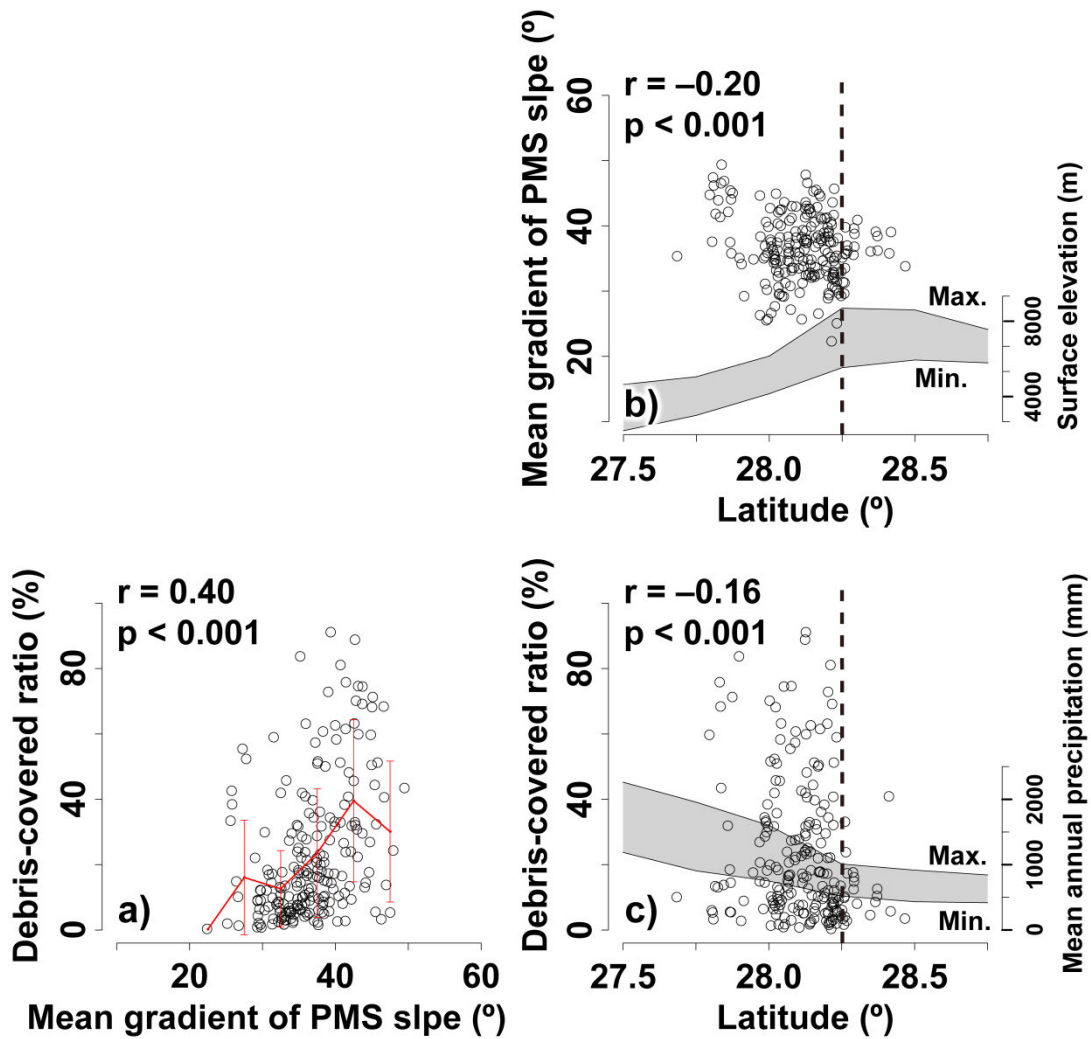 Mean gradient of PMS slpe (º)
60
40
20
r = –0.20
p < 0.001
Max.
Min.
b)
8000
4000
Surface elevation (m)
27.5
28.0
28.5
Latitude (º)
Debris-covered ratio (%)
80
40
0
r = 0.40
p < 0.001
a)
20
40
60
Mean gradient of PMS slpe (º)
Debris-covered ratio (%)
80
40
0
r = –0.16
p < 0.001
Max.
Min.
c)
2000
1000
0
Mean annual precipitation (mm)
27.5
28.0
28.5
Latitude (º)